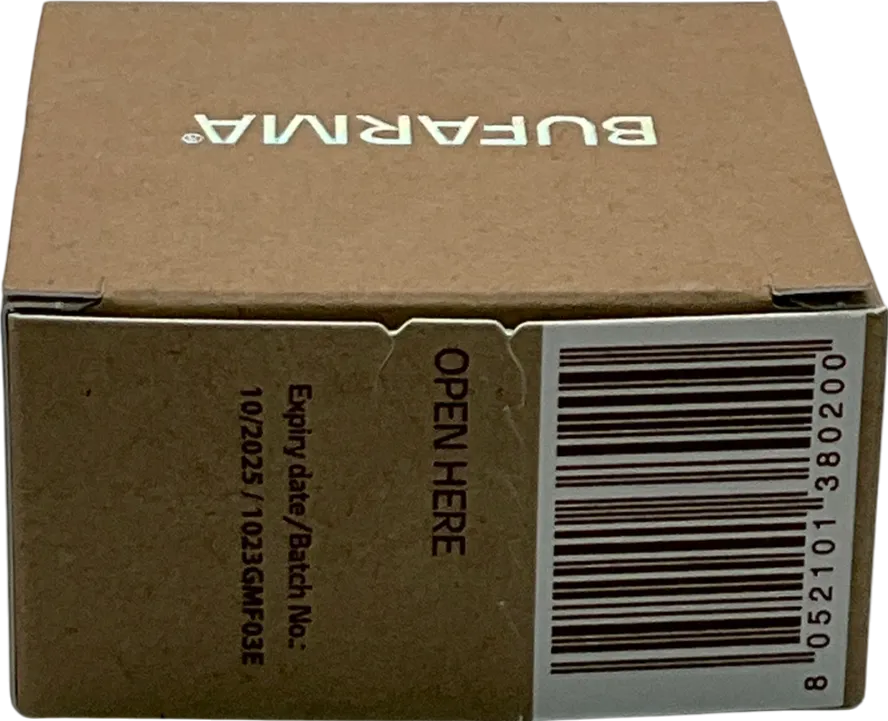 BUFARMA®
OPEN HERE
Expiry date/Batch No.:
10/2025 / 1023GMF03E
8 052101 380200